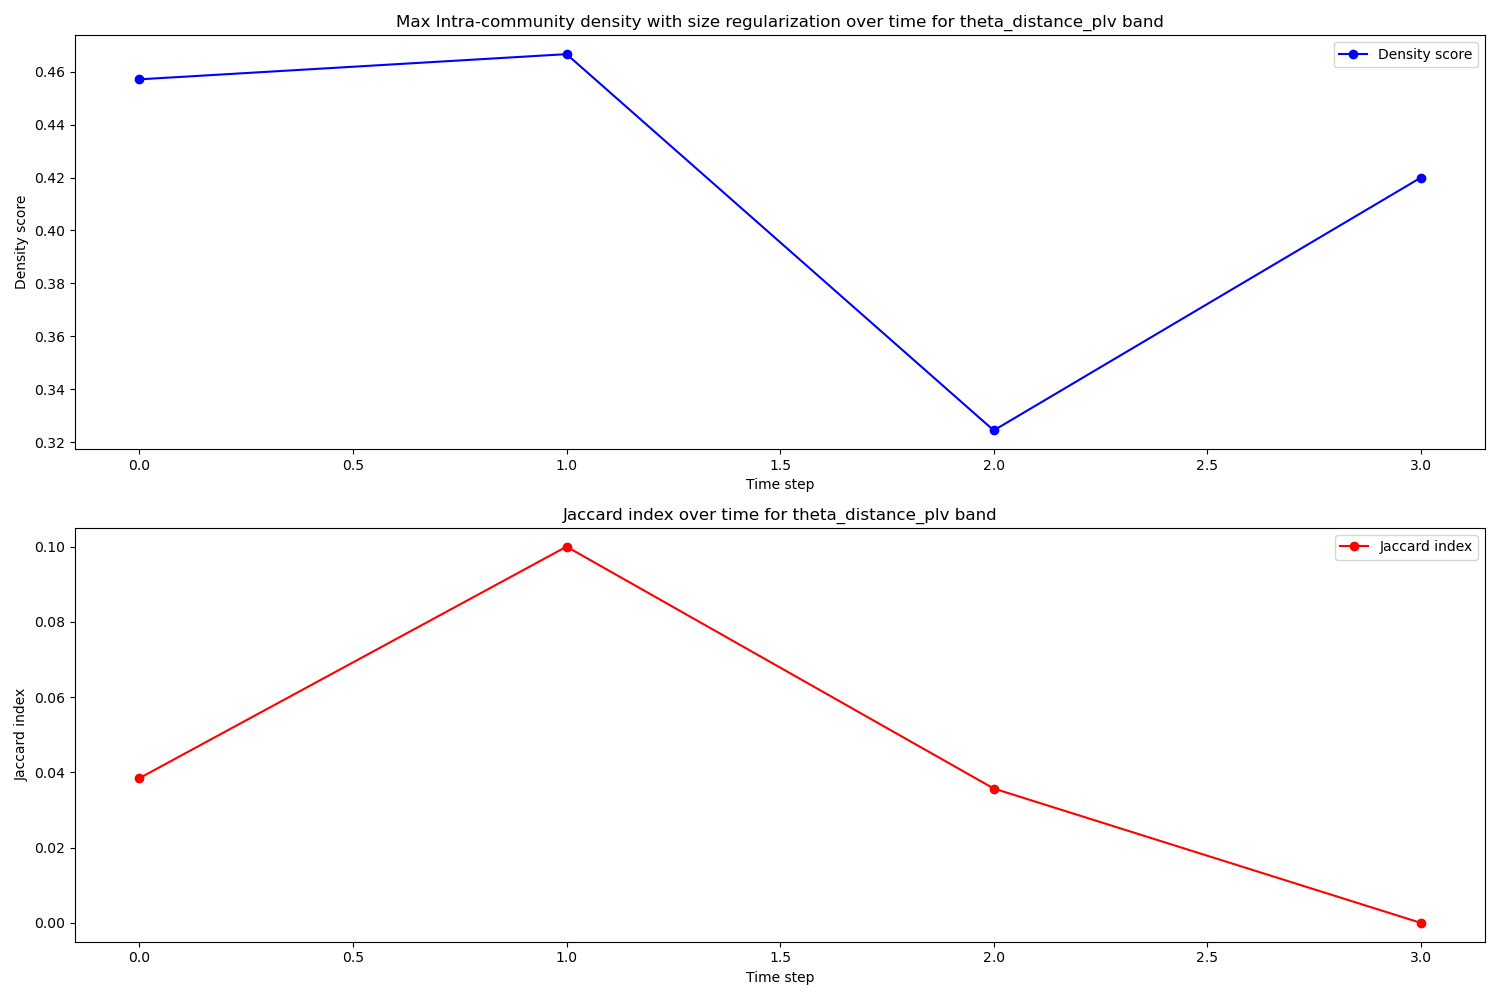 Max Intra-community density with size regularization over time for theta_distance_plv band
Density score
0.46
0.44
0.42
0.40
0.38
0.36
0.34
0.32
Density score
0.0 0.5 1.0 1.5 2.0 2.5 3.0
Time step
Jaccard index over time for theta_distance_plv band
Jaccard index
0.10
0.08
0.06
0.04
0.02
0.00
Jaccard index
0.0 0.5 1.0 1.5 2.0 2.5 3.0
Time step